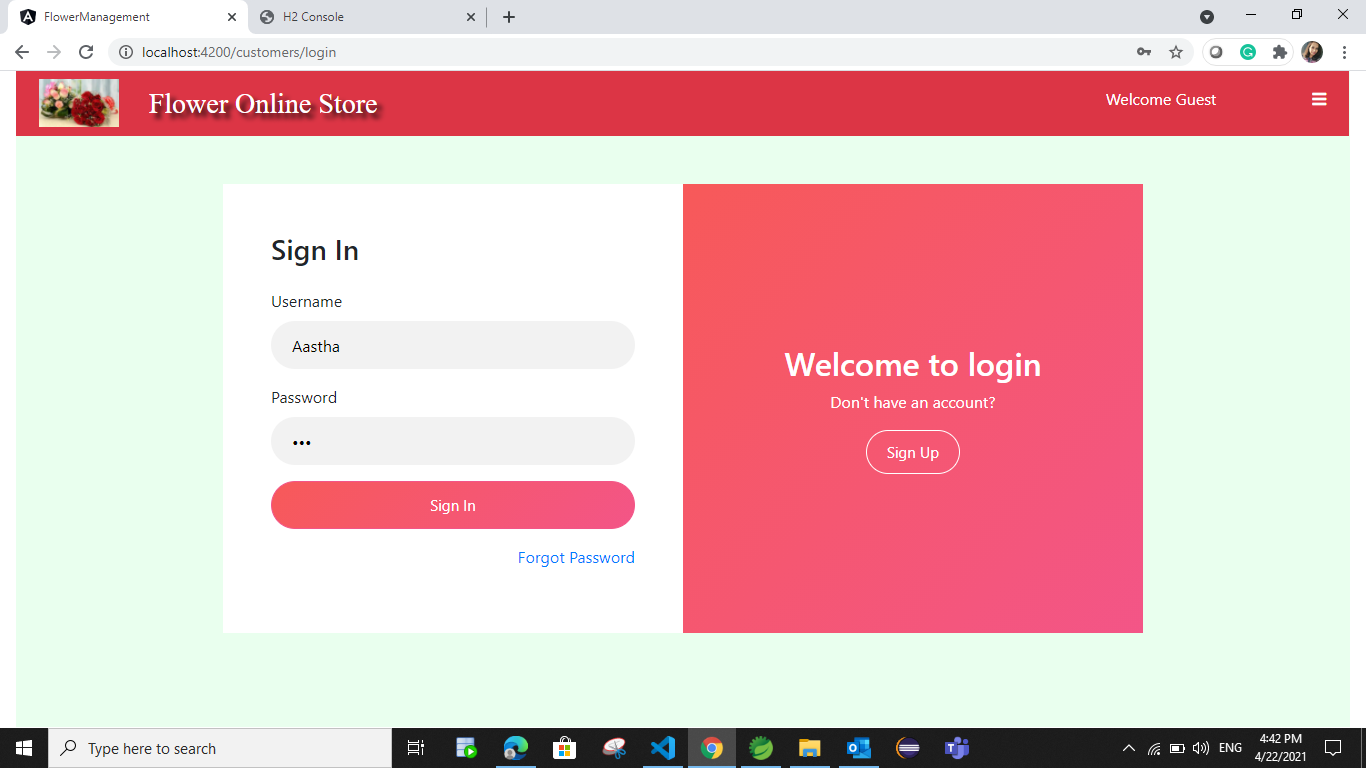 FlowerManagement
H2 Console
localhost:4200/customers/login
Flower Online Store
Welcome Guest
Sign In
Username
Aastha
Password
•••
Sign In
Forgot Password
Welcome to login
Don't have an account?
Sign Up
Type here to search
ENG
4:42 PM
4/22/2021